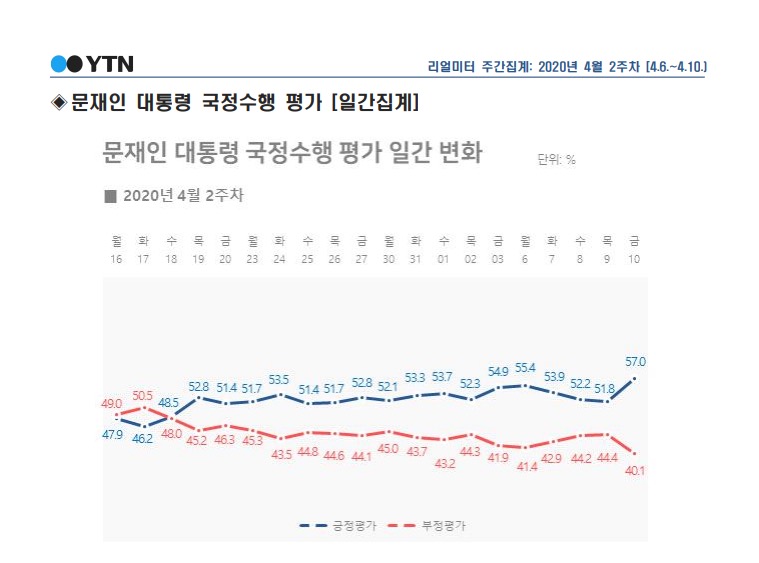 YTN
리얼미터 주간집계: 2020년 4월 2주차 (4.6.~4.10.)
◈문재인 대통령 국정수행 평가 [일간집계]
문재인 대통령 국정수행 평가 일간 변화 단위: %
■ 2020년 4월 2주차
월 화 수 목 금 월 화 수 목 금 월 화 수 목 금 월 화 수 목 금
16 17 18 19 20 23 24 25 26 27 30 31 01 02 03 6 7 8 9 10
47.9 46.2 48.5 52.8 51.4 51.7 53.5 51.4 51.7 52.8 52.1 53.3 53.7 52.3 54.9 55.4 53.9 52.2 51.8 57.0
49.0 50.5 48.0 45.2 46.3 45.3 43.5 44.8 44.6 44.1 45.0 43.7 43.2 44.3 41.9 41.4 42.9 44.2 44.4 40.1
긍정평가 부정평가